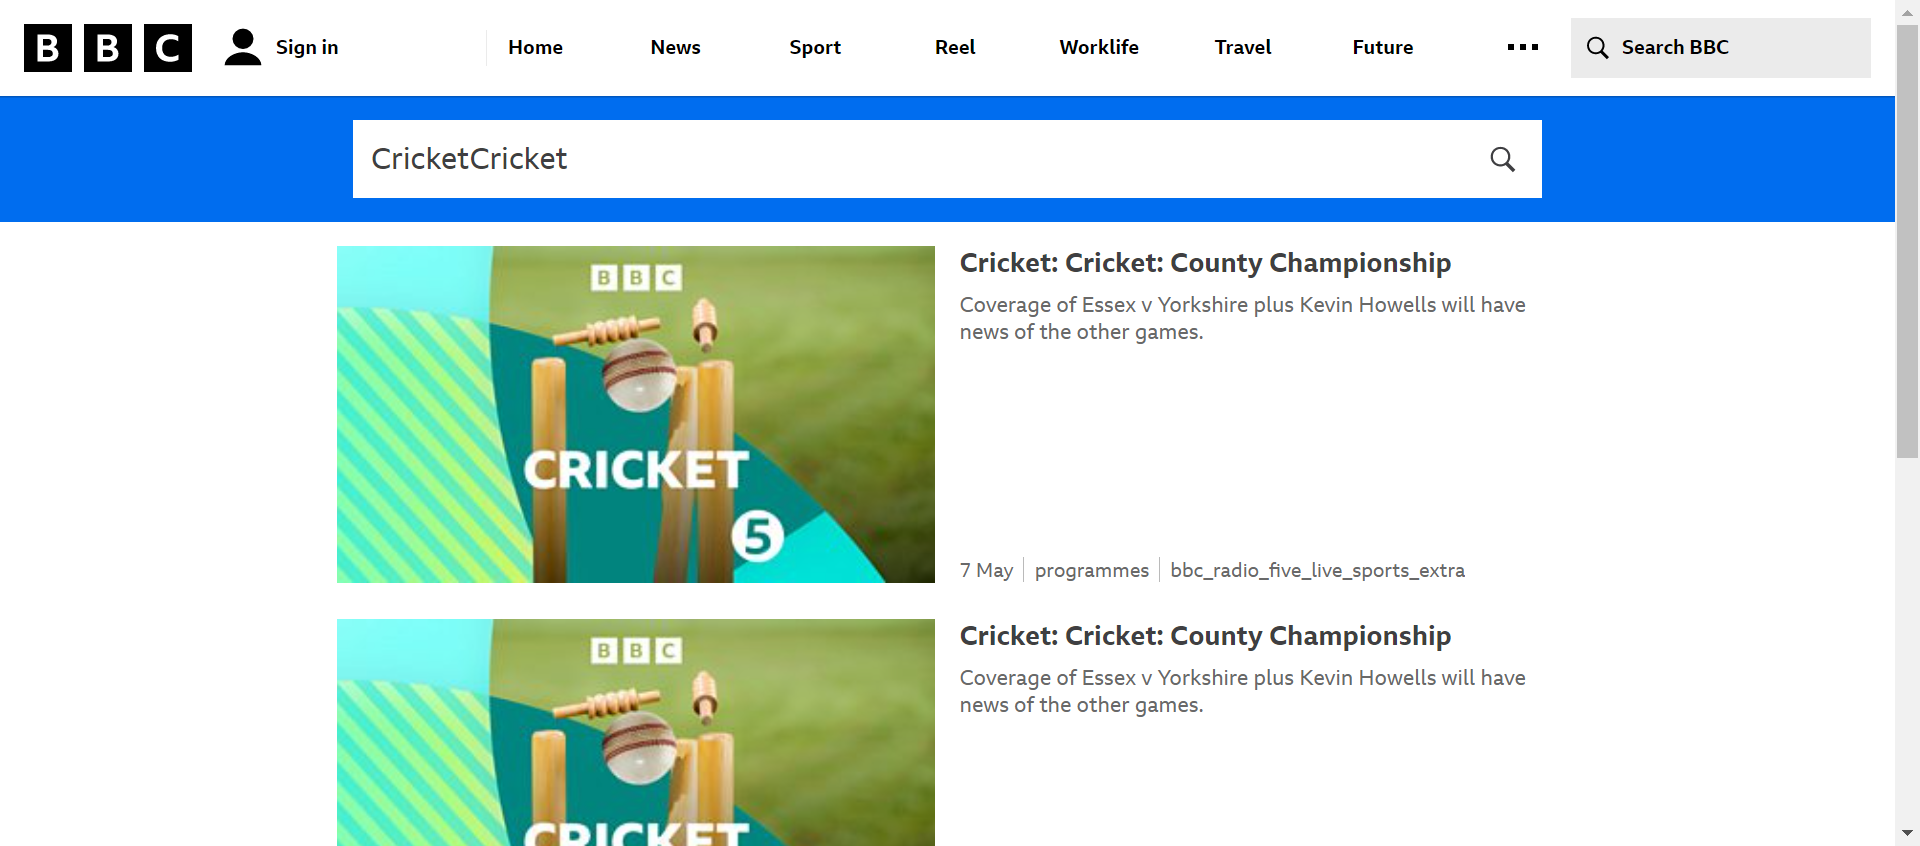 BBC Sign in Home News Sport Reel Worklife Travel Future Search BBC
CricketCricket
BBC
CRICKET
5
Cricket: Cricket: County Championship
Coverage of Essex v Yorkshire plus Kevin Howells will have
news of the other games.
7 May programmes bbc_radio_five_live_sports_extra
BBC
CRICKET
Cricket: Cricket: County Championship
Coverage of Essex v Yorkshire plus Kevin Howells will have
news of the other games.